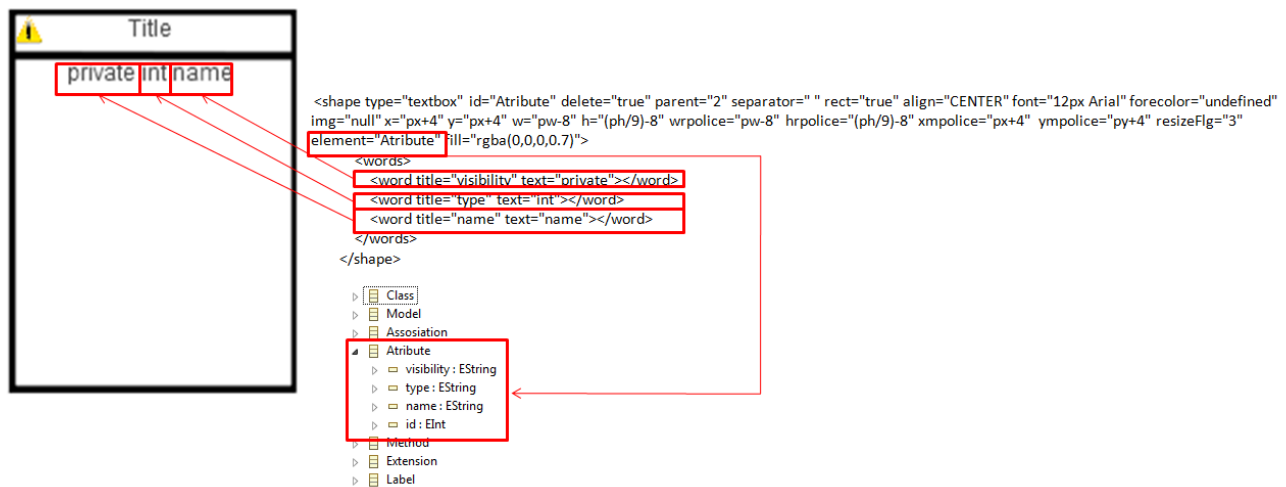 Title
private int name
<shape type="textbox" id="Atribute" delete="true" parent="2" separator=" " rect="true" align="CENTER" font="12px Arial" forecolor="undefined"
img="null" x="px+4" y="px+4" w="pw-8" h="(ph/9)-8" wrpolice="pw-8" hrpolice="(ph/9)-8" xmpolice="px+4" ympolice="py+4" resizeFlg="3"
element="Atribute" fill="rgba(0,0,0,0.7)">
<words>
<word title="visibility" text="private"></word>
<word title="type" text="int"></word>
<word title="name" text="name"></word>
</words>
</shape>
Class
Model
Assosiation
Atribute
visibility : EString
type : EString
name : EString
id : EInt
Method
Extension
Label